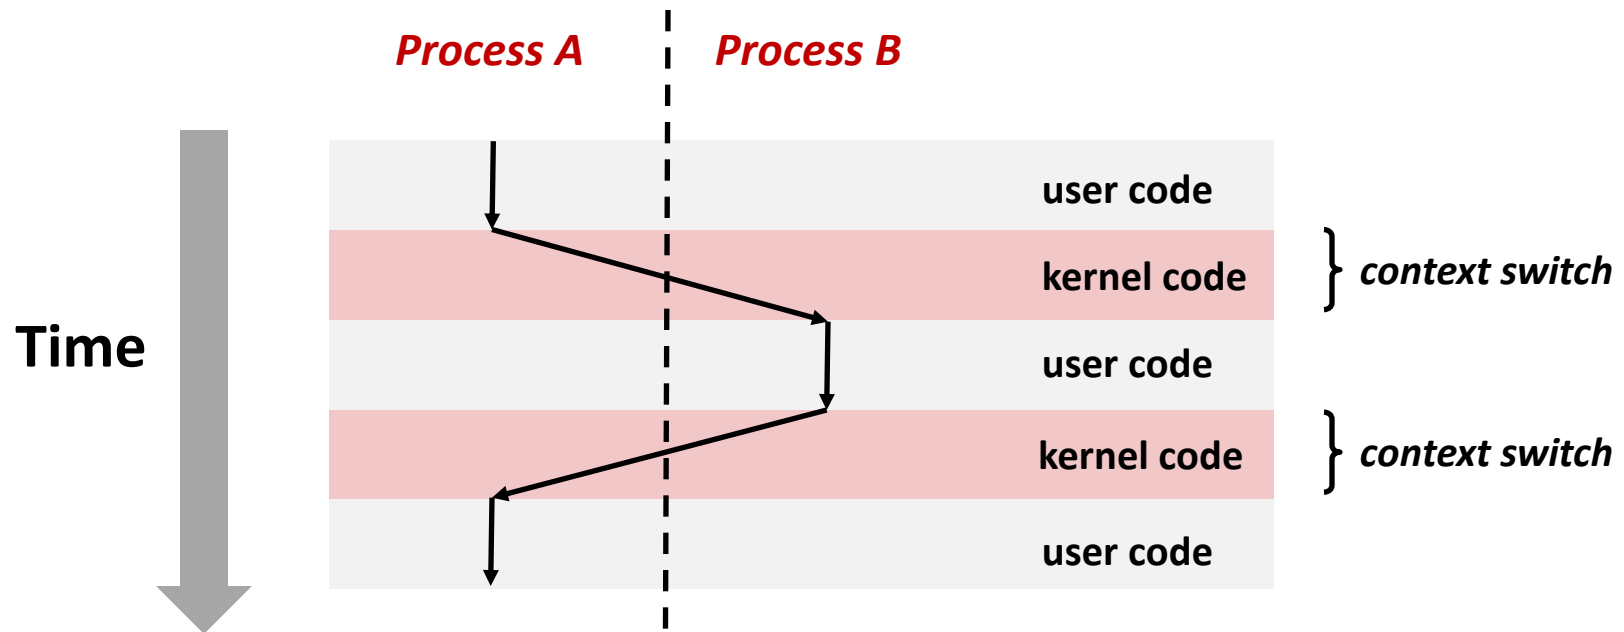 Process A
Process B
user code
kernel code
context switch
Time
user code
kernel code
context switch
user code